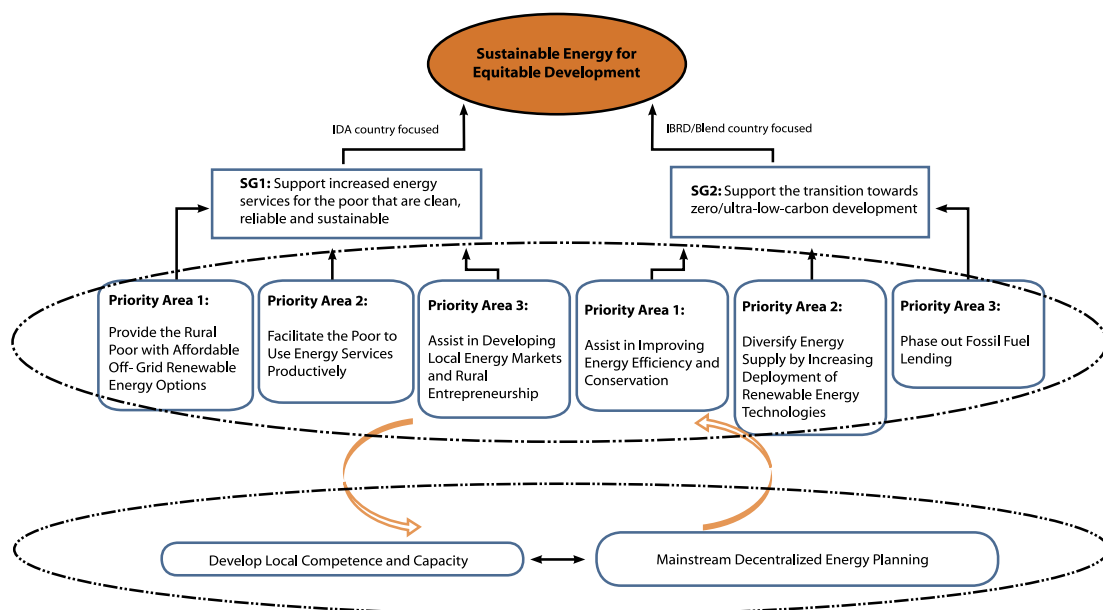 Sustainable Energy for
Equitable Development
IDA country focused
IBRD/Blend country focused
SG1: Support increased energy
services for the poor that are clean,
reliable and sustainable
SG2: Support the transition towards
zero/ultra-low-carbon development
Priority Area 1:
Provide the Rural
Poor with Affordable
Off- Grid Renewable
Energy Options
Priority Area 2:
Facilitate the Poor to
Use Energy Services
Productively
Priority Area 3:
Assist in Developing
Local Energy Markets
and Rural
Entrepreneurship
Priority Area 1:
Assist in Improving
Energy Efficiency and
Conservation
Priority Area 2:
Diversify Energy
Supply by Increasing
Deployment of
Renewable Energy
Technologies
Priority Area 3:
Phase out Fossil Fuel
Lending
Develop Local Competence and Capacity
Mainstream Decentralized Energy Planning